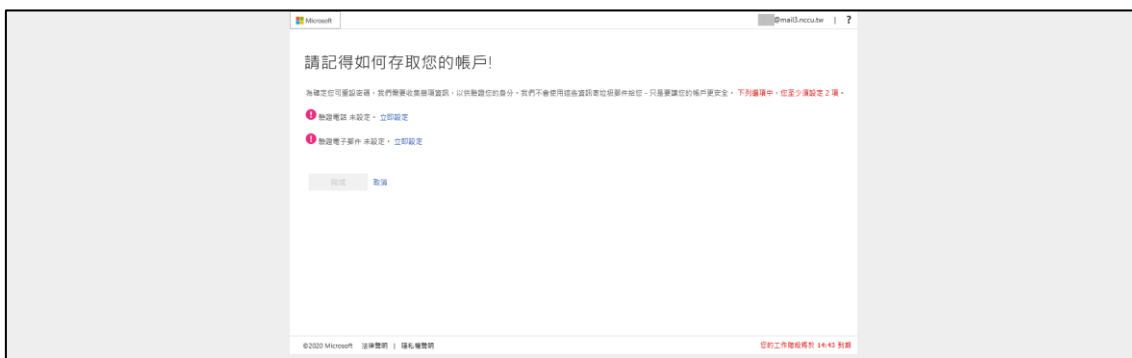 Microsoft
@mail3.nccu.tw | ?
請記得如何存取您的帳戶!
為確定您可重設密碼，我們需要收集幾項資訊，以供驗證您的身分。我們不會使用這些資訊寄垃圾郵件給您 - 只是要讓您的帳戶更安全。 下列選項中，您至少須設定 2 項。
驗證電話 未設定。 立即設定
驗證電子郵件 未設定。 立即設定
完成 取消
©2020 Microsoft 法律聲明 | 隱私權聲明
您的工作階段將於 14:43 到期